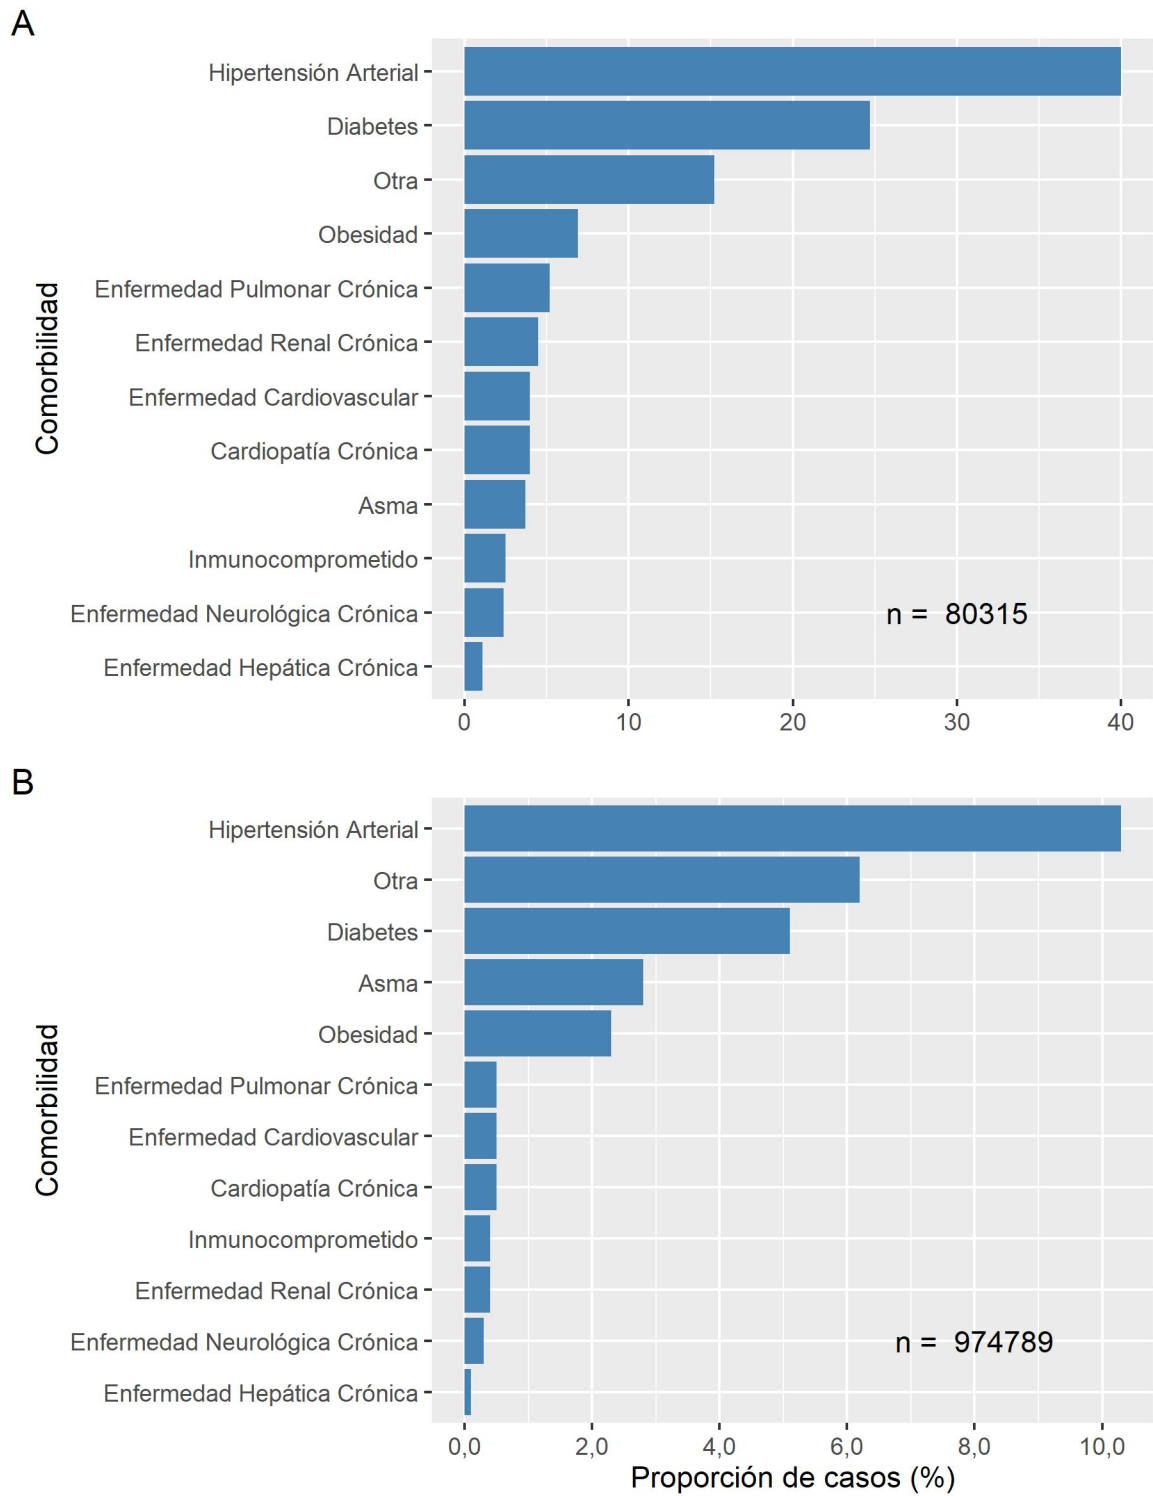 A
Hipertensión Arterial
Diabetes
Otra
Obesidad
Enfermedad Pulmonar Crónica
Enfermedad Renal Crónica
Enfermedad Cardiovascular
Cardiopatía Crónica
Asma
Inmunocomprometido
Enfermedad Neurológica Crónica
Enfermedad Hepática Crónica
Comorbilidad
n = 80315
0 10 20 30 40
B
Hipertensión Arterial
Otra
Diabetes
Asma
Obesidad
Enfermedad Pulmonar Crónica
Enfermedad Cardiovascular
Cardiopatía Crónica
Inmunocomprometido
Enfermedad Renal Crónica
Enfermedad Neurológica Crónica
Enfermedad Hepática Crónica
Comorbilidad
n = 974789
0,0 2,0 4,0 6,0 8,0 10,0
Proporción de casos (%)